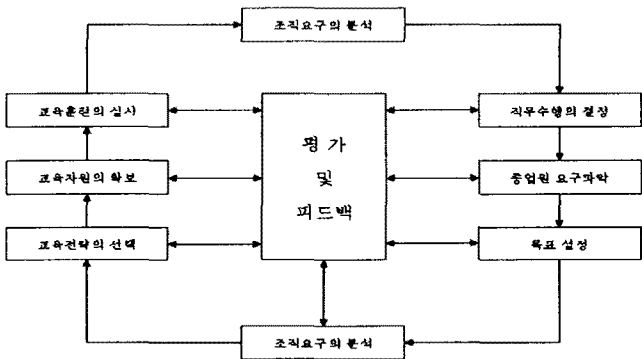 조직요구의 분석
교육훈련의 실시
직무수행의 결정
평가
및
피드백
교육자원의 확보
종업원 요구파악
교육전략의 선택
목표 설정
조직요구의 분석